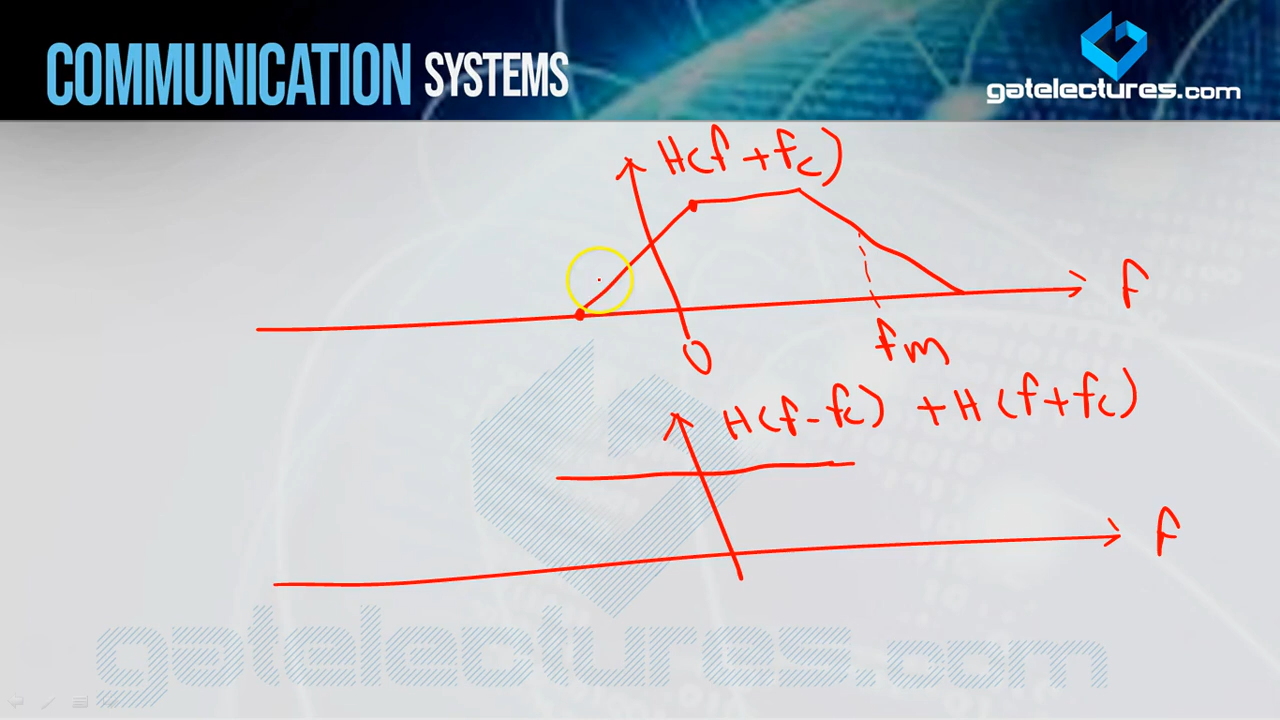 COMMUNICATION SYSTEMS
gatelectures.com
H(f + fc)
f
0
fm
H(f - fc) + H(f + fc)
f
gatelectures.com